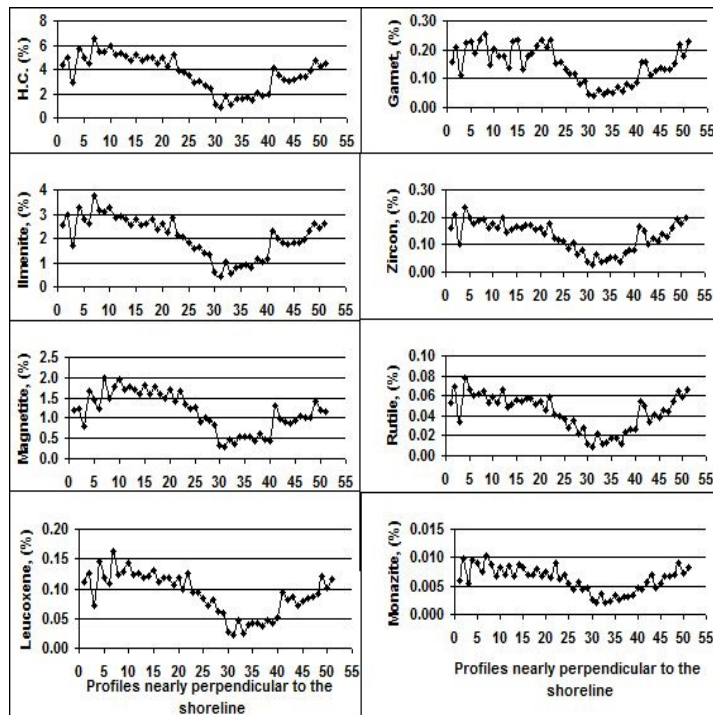 H.C., (%)
8
6
4
2
0
0 5 10 15 20 25 30 35 40 45 50 55
Garnet, (%)
0.30
0.20
0.10
0.00
0 5 10 15 20 25 30 35 40 45 50 55
Ilmenite, (%)
4
3
2
1
0
0 5 10 15 20 25 30 35 40 45 50 55
Zircon, (%)
0.30
0.20
0.10
0.00
0 5 10 15 20 25 30 35 40 45 50 55
Magnetite, (%)
2.5
2.0
1.5
1.0
0.5
0.0
0 5 10 15 20 25 30 35 40 45 50 55
Rutile, (%)
0.10
0.08
0.06
0.04
0.02
0.00
0 5 10 15 20 25 30 35 40 45 50 55
Leucoxene, (%)
0.20
0.15
0.10
0.05
0.00
0 5 10 15 20 25 30 35 40 45 50 55
Profiles nearly perpendicular to the
shoreline
Monazite, (%)
0.015
0.010
0.005
0.000
0 5 10 15 20 25 30 35 40 45 50 55
Profiles nearly perpendicular to the
shoreline